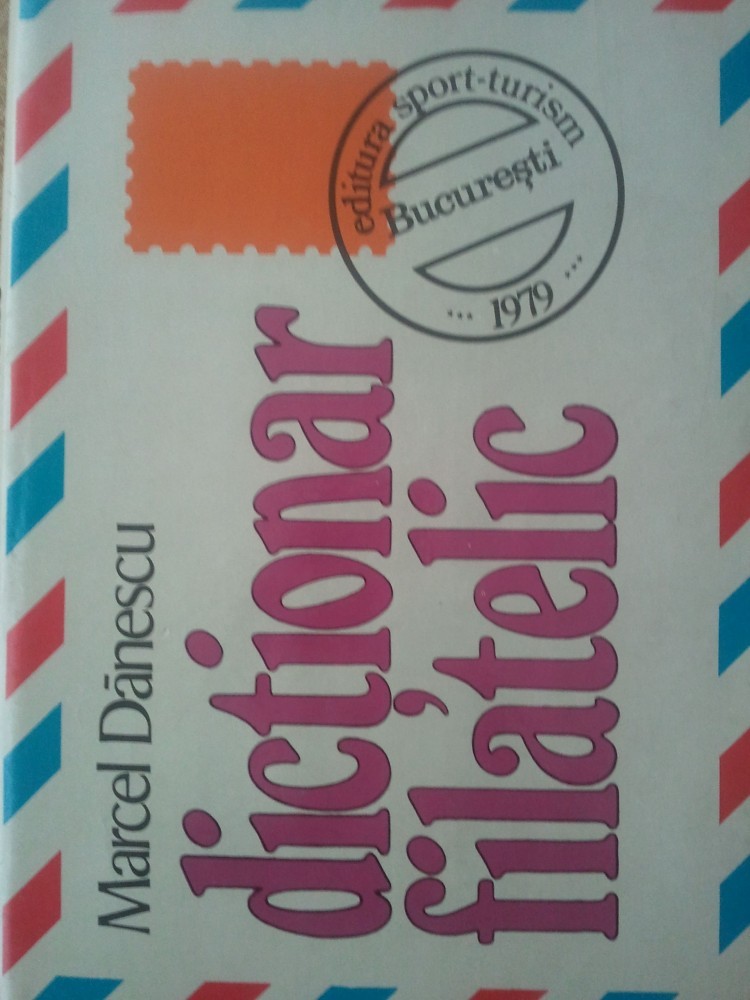 Marcel Dănescu
dicționar
filatelic
editura sport-turism
București
... 1979 ...